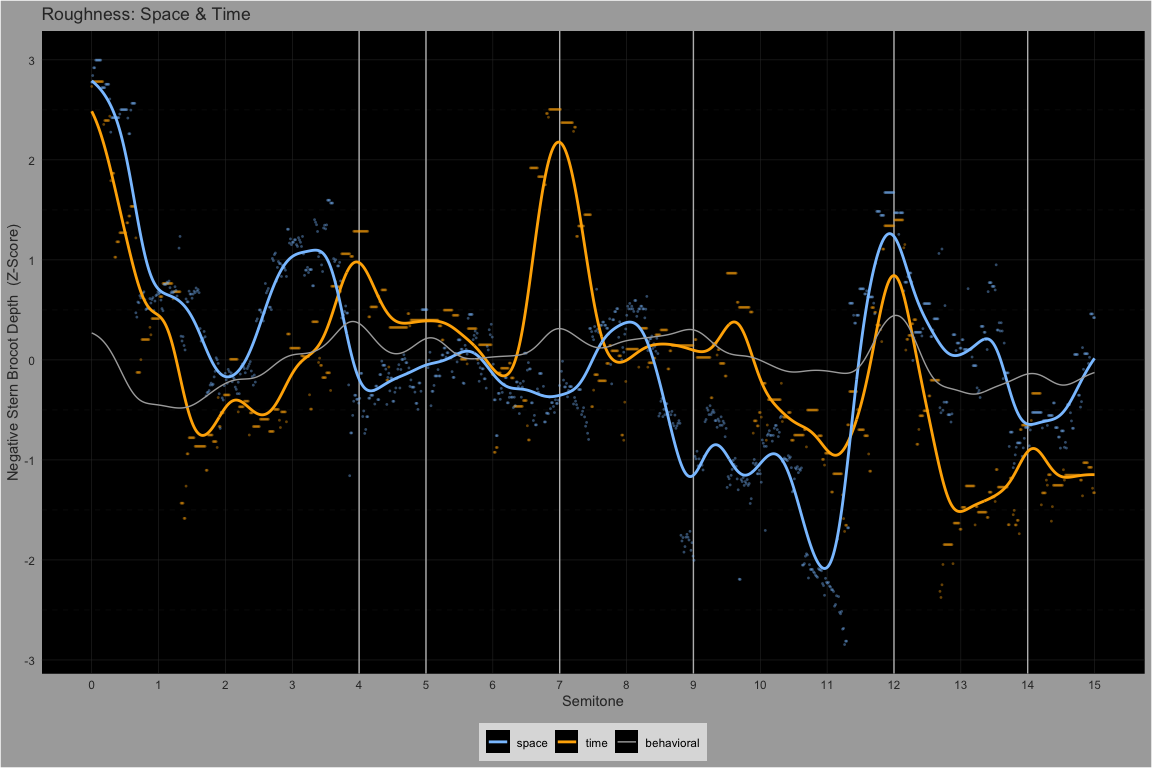 Roughness: Space & Time
Negative Stern Brocot Depth (Z-Score)
3
2
1
0
-1
-2
-3
0 1 2 3 4 5 6 7 8 9 10 11 12 13 14 15
Semitone
space time behavioral